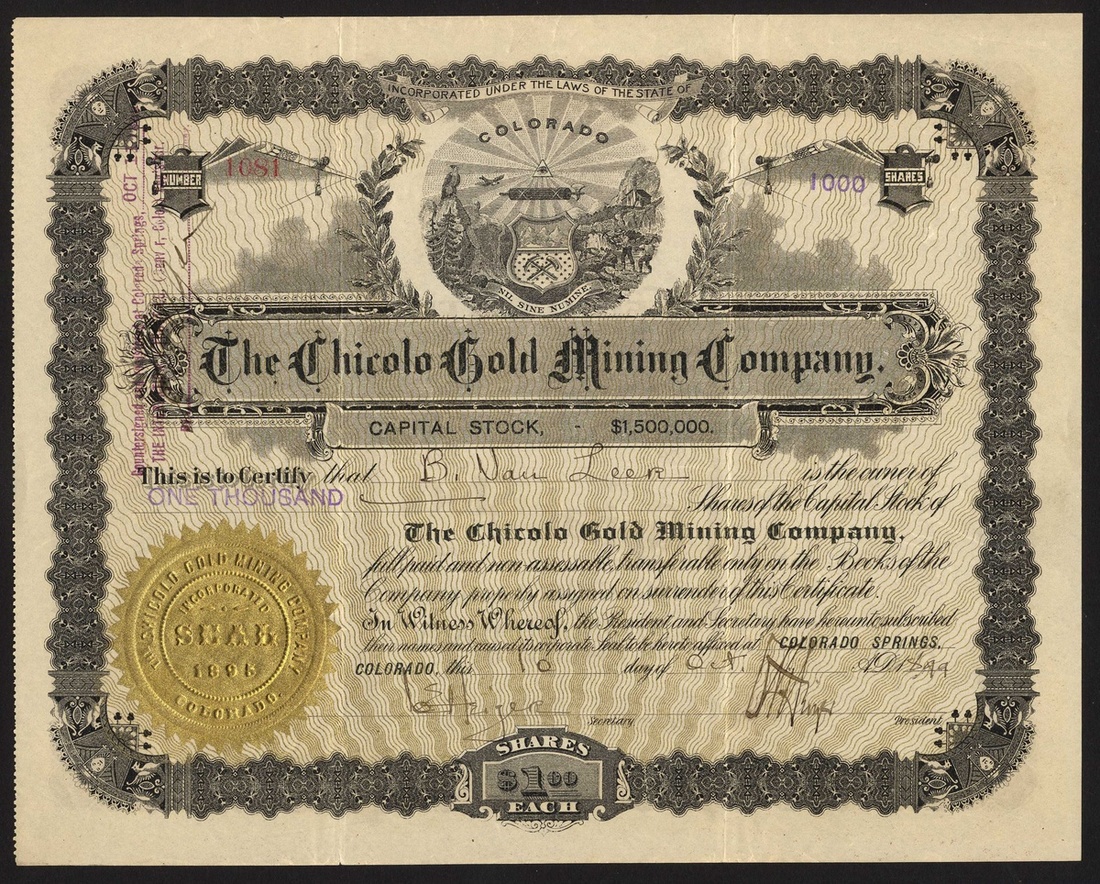 INCORPORATED UNDER THE LAWS OF THE STATE OF
COLORADO
NUMBER 1081
1000 SHARES
NIL SINE NUMINE
The Chicolo Gold Mining Company.
CAPITAL STOCK, - $1,500,000.
This is to Certify that B. Van Leer is the owner of
ONE THOUSAND Shares of the Capital Stock of
The Chicolo Gold Mining Company,
full paid and non-assessable, transferable only on the Books of the
Company properly assigned on surrender of this Certificate.
In Witness Whereof, the President and Secretary have hereunto subscribed
their names and caused its corporate Seal to be hereto affixed at COLORADO SPRINGS,
COLORADO, this 10 day of Oct. A.D. 1899
Secretary President
THE CHICOLO GOLD MINING COMPANY
INCORPORATED
SEAL
1895
COLORADO.
SHARES
$1.00
EACH
Springs, OCT